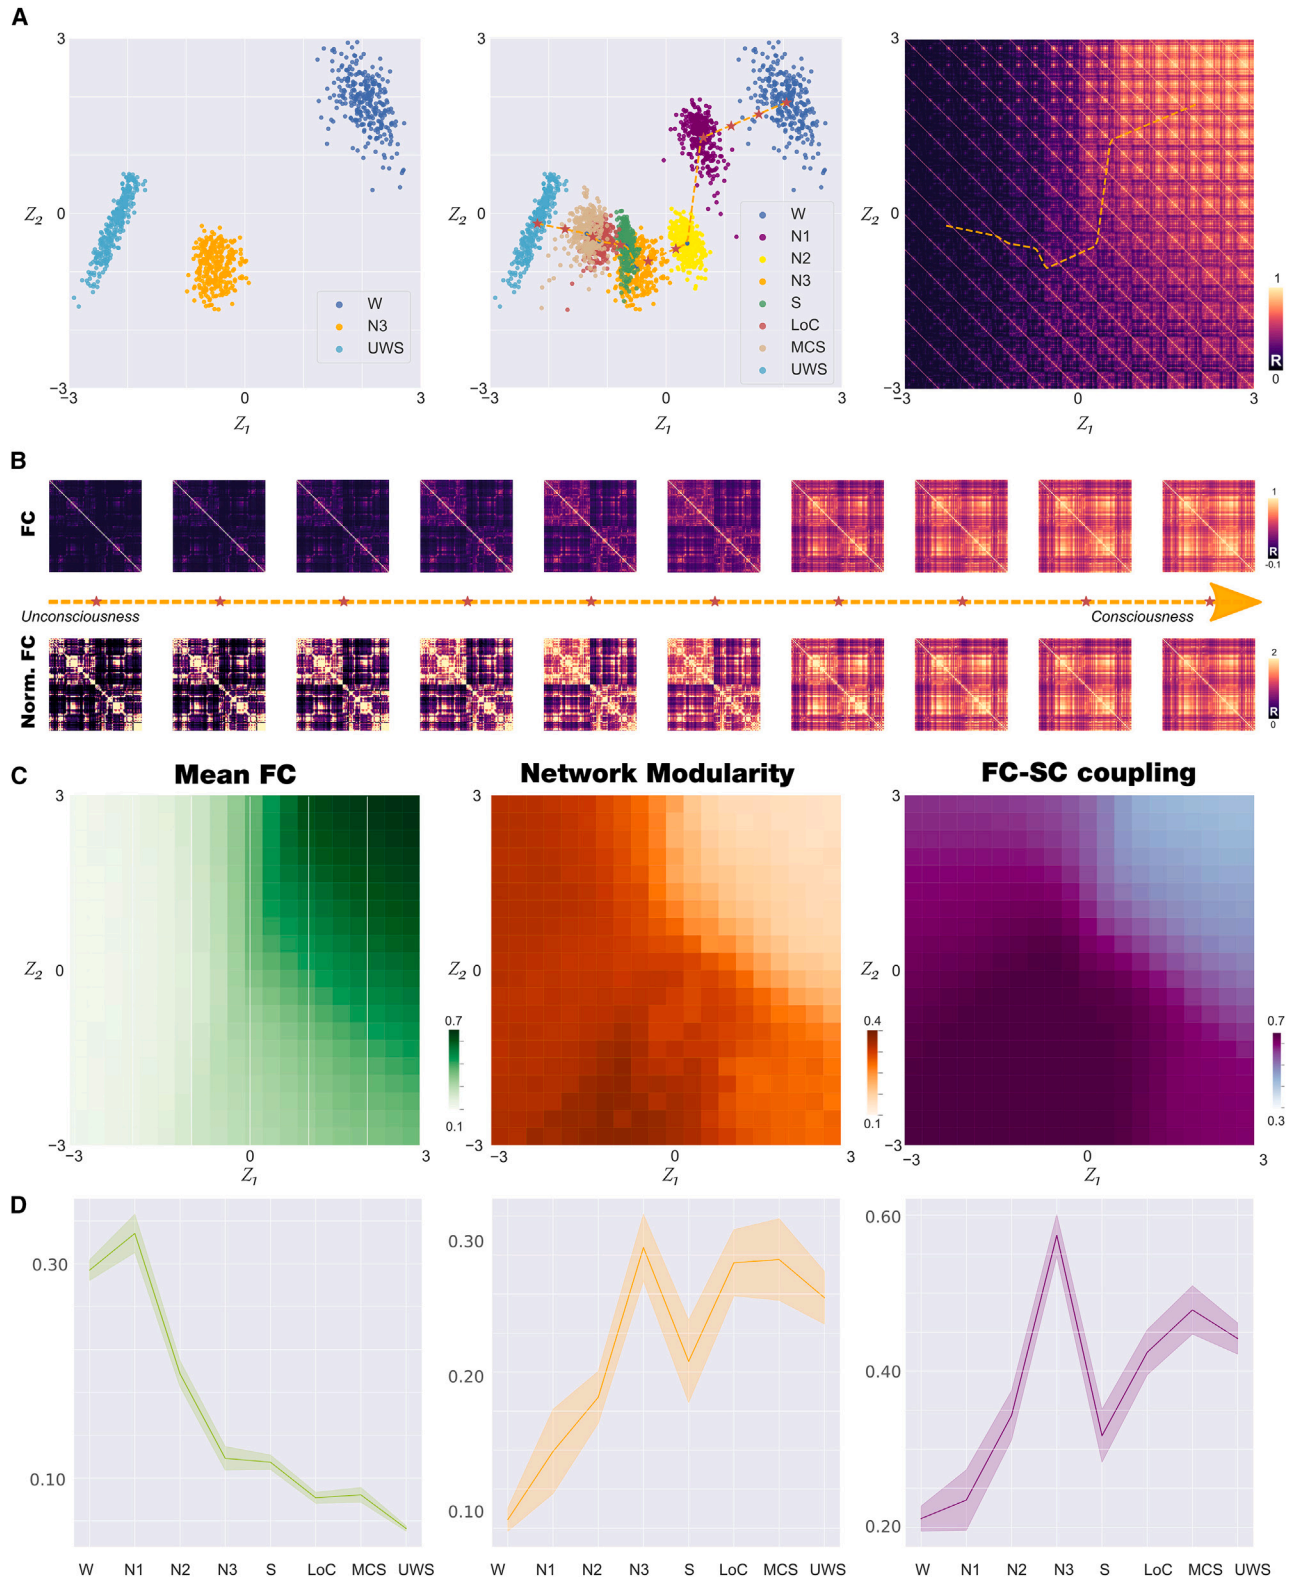 A
3
Z2
0
−3
−3
0
3
Z1
W
N3
UWS
3
Z2
0
−3
−3
0
3
Z1
W
N1
N2
N3
S
LoC
MCS
UWS
3
Z2
0
−3
−3
0
3
Z1
1
R
0
B
FC
1
R
-0.1
Unconsciousness
Consciousness
Norm. FC
2
R
0
C
Mean FC
Network Modularity
FC-SC coupling
3
Z2
0
−3
−3
0
3
Z1
0.7
0.1
3
Z2
0
−3
−3
0
3
Z1
0.4
0.1
3
Z2
0
−3
−3
0
3
Z1
0.7
0.3
D
0.30
0.10
W N1 N2 N3 S LoC MCS UWS
0.30
0.20
0.10
W N1 N2 N3 S LoC MCS UWS
0.60
0.40
0.20
W N1 N2 N3 S LoC MCS UWS